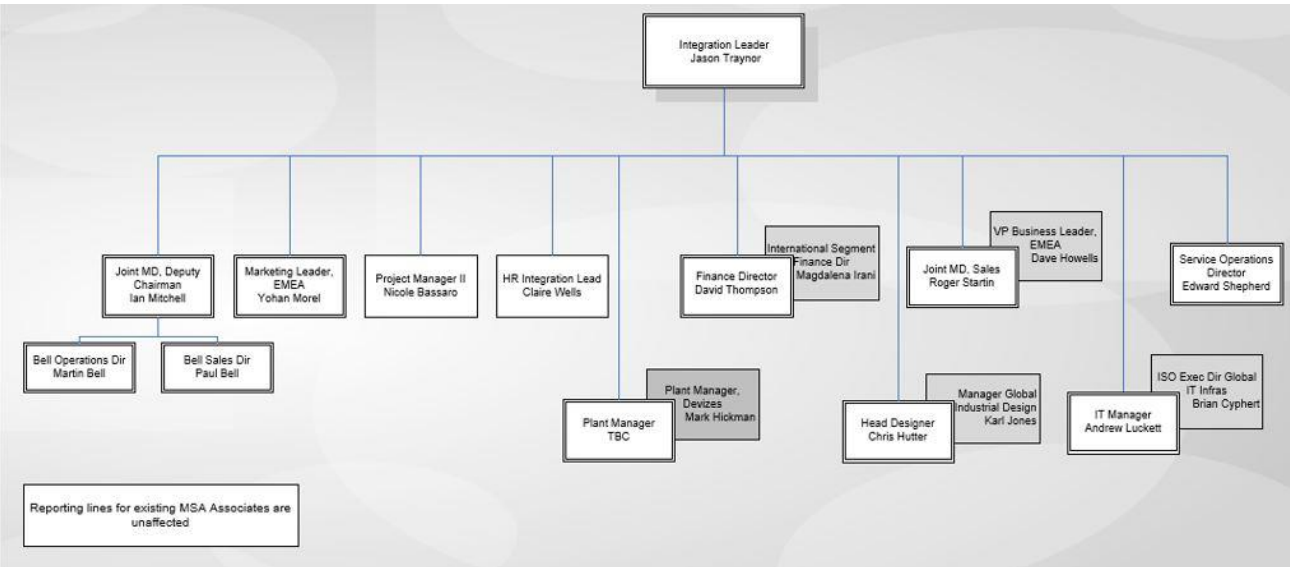 Integration Leader
Jason Traynor
Joint MD, Deputy
Chairman
Ian Mitchell
Marketing Leader,
EMEA
Yohan Morel
Project Manager II
Nicole Bassaro
HR Integration Lead
Claire Wells
Finance Director
David Thompson
International Segment
Finance Dir
Magdalena Irani
Joint MD, Sales
Roger Startin
VP Business Leader,
EMEA
Dave Howells
Service Operations
Director
Edward Shepherd
Bell Operations Dir
Martin Bell
Bell Sales Dir
Paul Bell
Plant Manager
TBC
Plant Manager,
Devizes
Mark Hickman
Head Designer
Chris Hutter
Manager Global
Industrial Design
Karl Jones
IT Manager
Andrew Luckett
ISO Exec Dir Global
IT Infras
Brian Cyphert
Reporting lines for existing MSA Associates are
unaffected